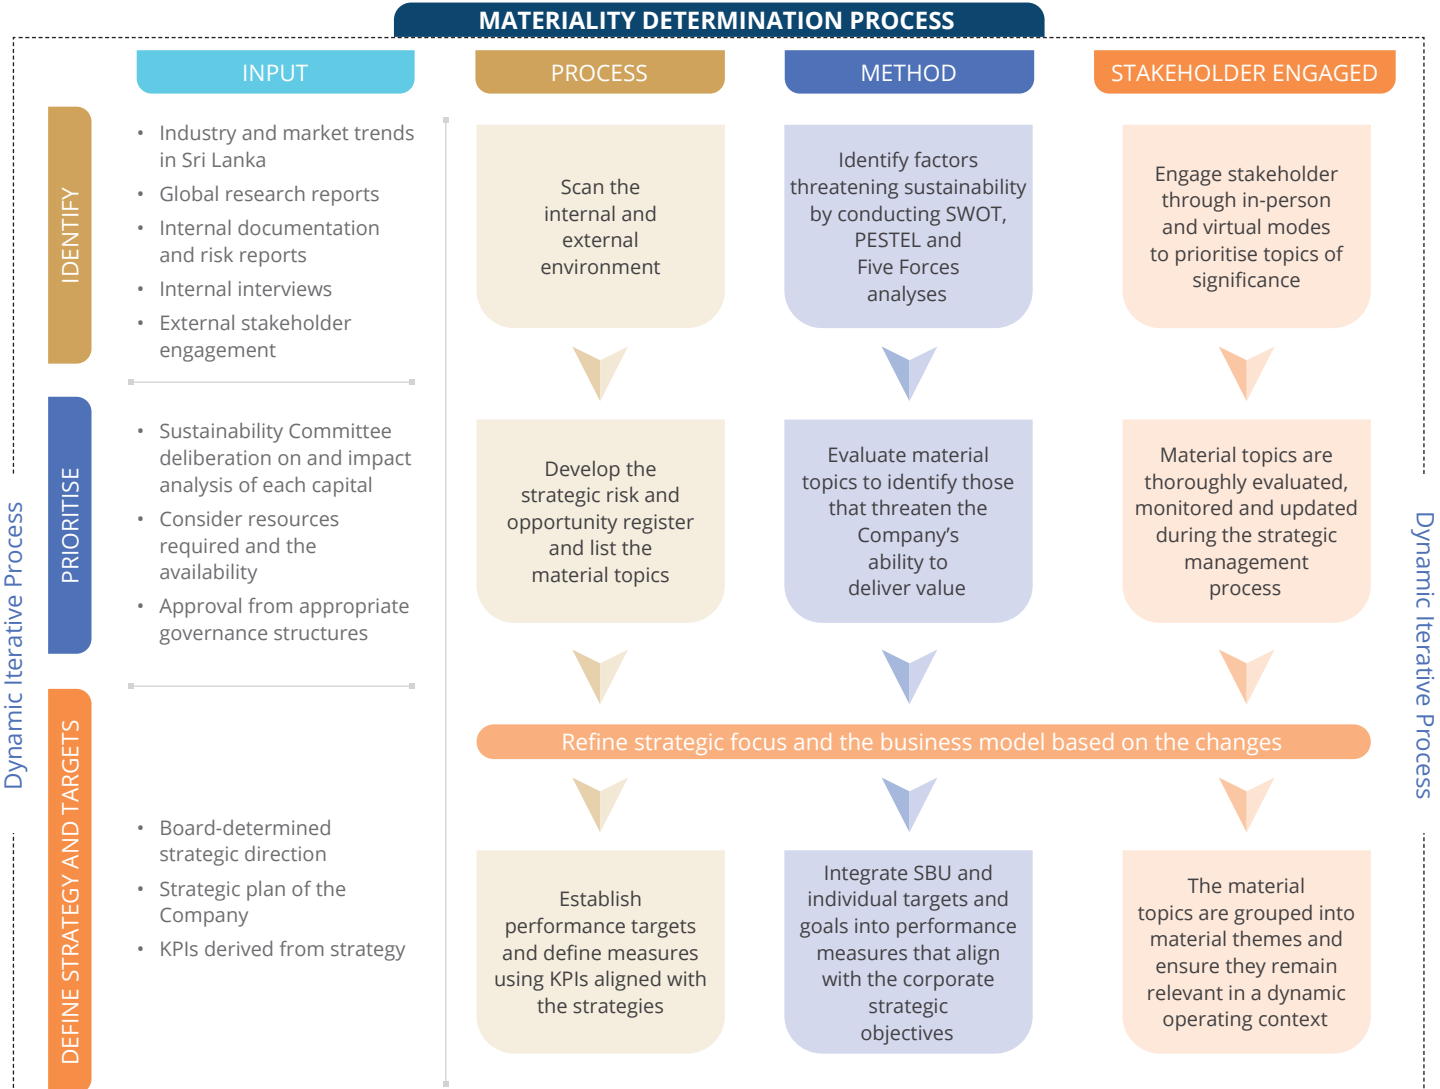 MATERIALITY DETERMINATION PROCESS
INPUT
PROCESS
METHOD
STAKEHOLDER ENGAGED
IDENTIFY
• Industry and market trends
in Sri Lanka
• Global research reports
• Internal documentation
and risk reports
• Internal interviews
• External stakeholder
engagement
Scan the
internal and
external
environment
Identify factors
threatening sustainability
by conducting SWOT,
PESTEL and
Five Forces
analyses
Engage stakeholder
through in-person
and virtual modes
to prioritise topics of
significance
PRIORITISE
• Sustainability Committee
deliberation on and impact
analysis of each capital
• Consider resources
required and the
availability
• Approval from appropriate
governance structures
Develop the
strategic risk and
opportunity register
and list the
material topics
Evaluate material
topics to identify those
that threaten the
Company's
ability to
deliver value
Material topics are
thoroughly evaluated,
monitored and updated
during the strategic
management
process
Refine strategic focus and the business model based on the changes
DEFINE STRATEGY AND TARGETS
• Board-determined
strategic direction
• Strategic plan of the
Company
• KPIs derived from strategy
Establish
performance targets
and define measures
using KPIs aligned with
the strategies
Integrate SBU and
individual targets and
goals into performance
measures that align
with the corporate
strategic
objectives
The material
topics are grouped into
material themes and
ensure they remain
relevant in a dynamic
operating context
Dynamic Iterative Process
Dynamic Iterative Process